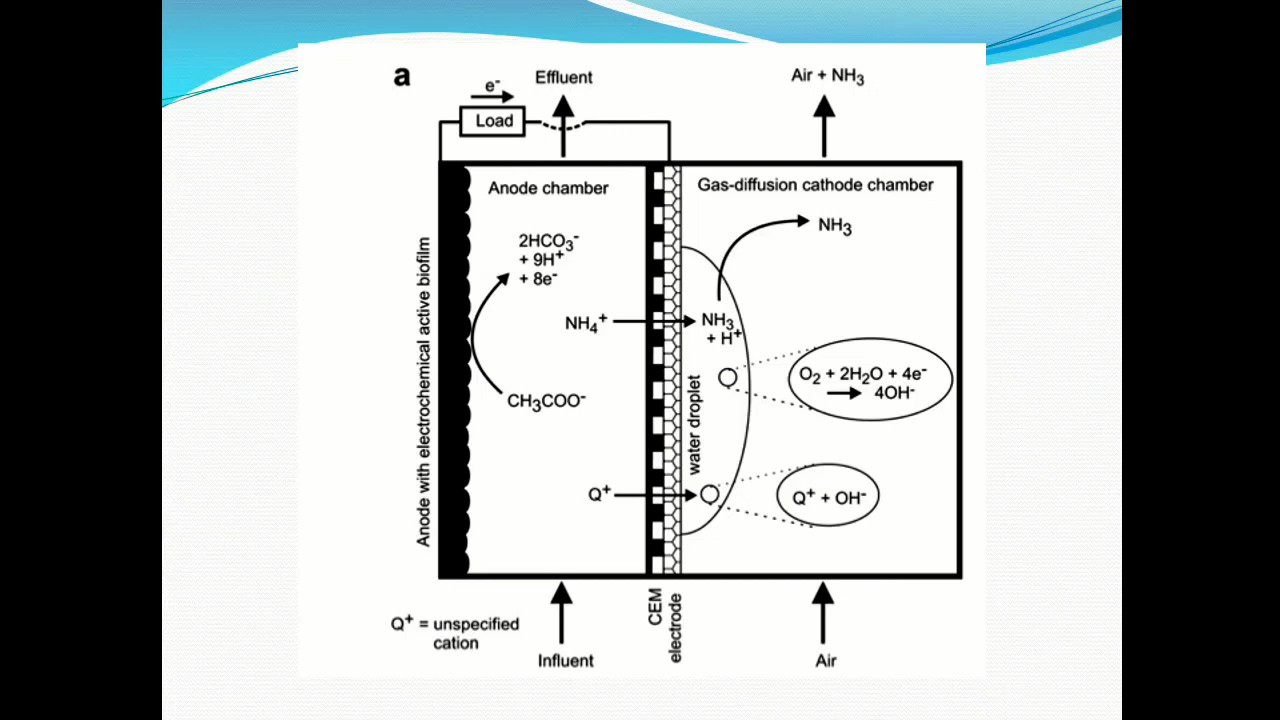 a
e⁻
Load
Effluent
Air + NH₃
Anode chamber
Gas-diffusion cathode chamber
Anode with electrochemical active biofilm
2HCO₃⁻
+ 9H⁺
+ 8e⁻
CH₃COO⁻
NH₄⁺
NH₃
+ H⁺
NH₃
water droplet
O₂ + 2H₂O + 4e⁻
4OH⁻
Q⁺
Q⁺ + OH⁻
CEM
electrode
Q⁺ = unspecified
cation
Influent
Air